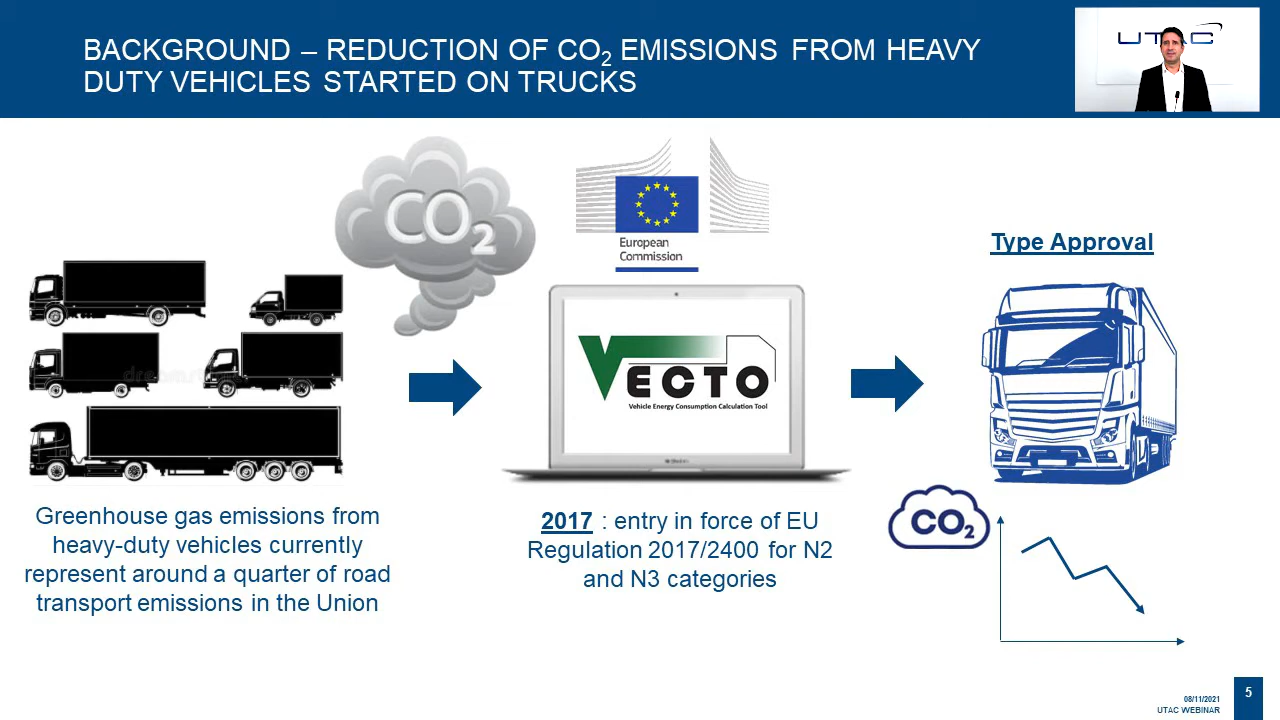 BACKGROUND – REDUCTION OF CO2 EMISSIONS FROM HEAVY
DUTY VEHICLES STARTED ON TRUCKS
UTAC
CO2
European
Commission
Type Approval
VECTO
Vehicle Energy Consumption Calculation Tool
Greenhouse gas emissions from
heavy-duty vehicles currently
represent around a quarter of road
transport emissions in the Union
2017 : entry in force of EU
Regulation 2017/2400 for N2
and N3 categories
CO2
08/11/2021
UTAC WEBINAR
5